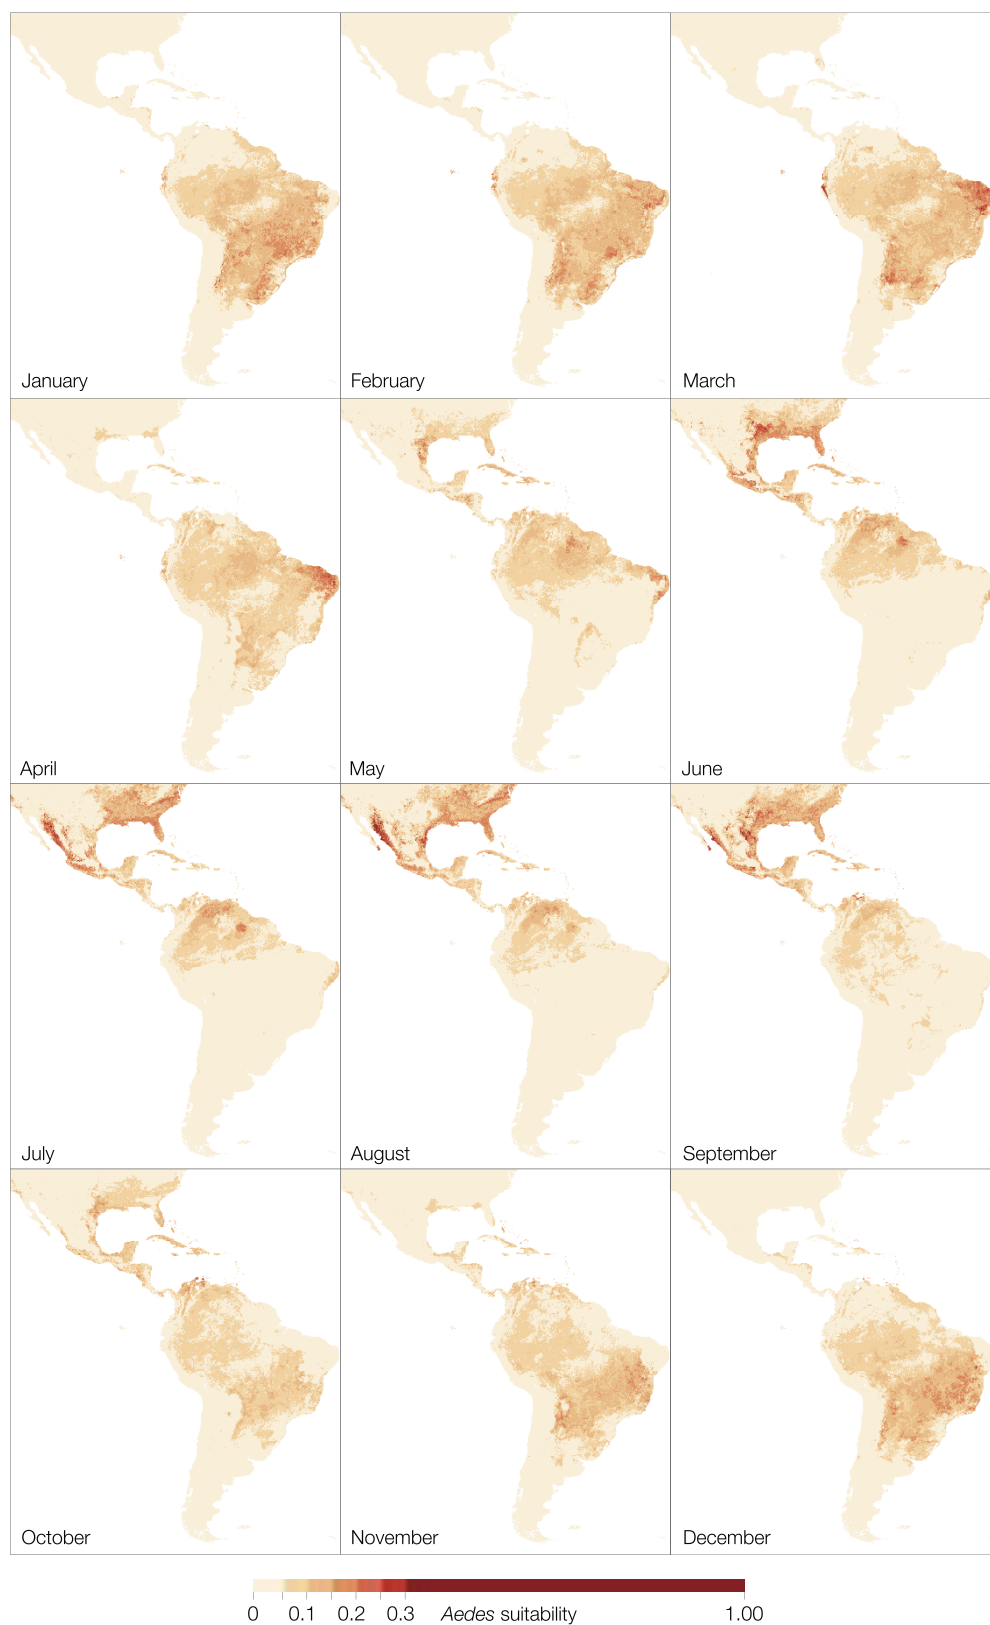 January
February
March
April
May
June
July
August
September
October
November
December
0 0.1 0.2 0.3 Aedes suitability 1.00